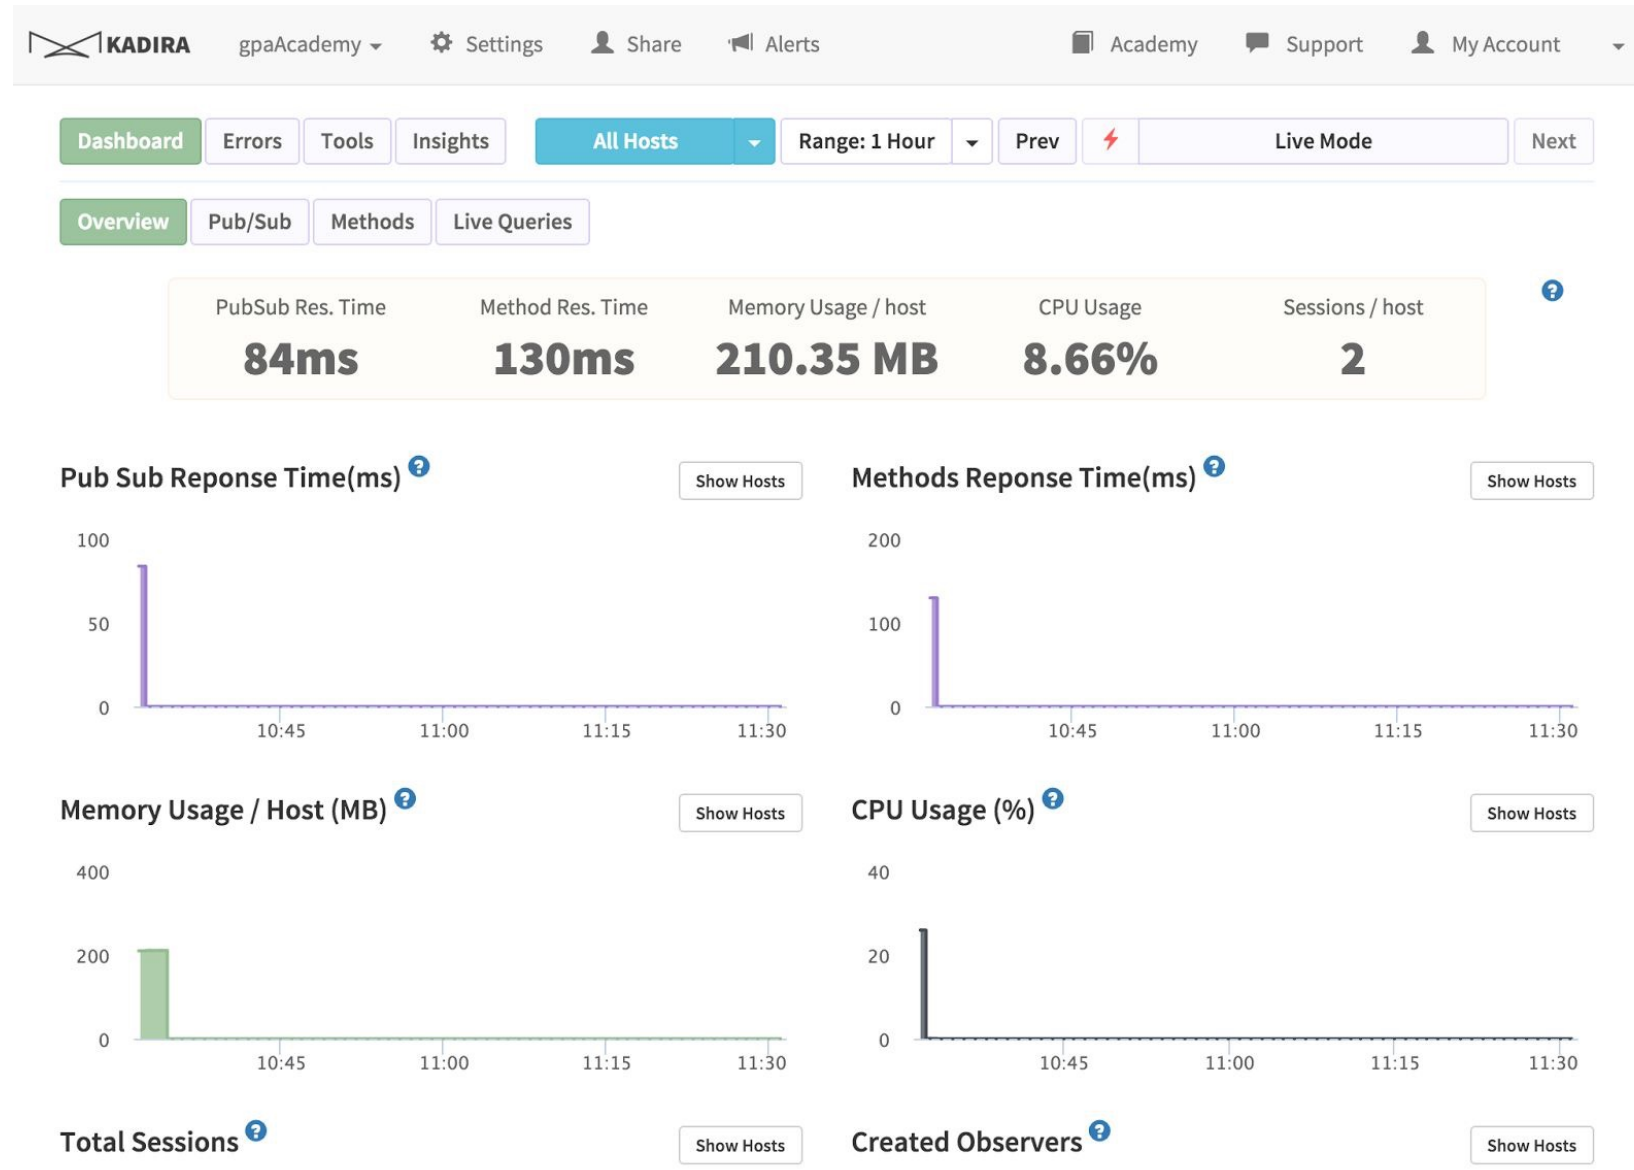 KADIRA gpaAcademy Settings Share Alerts Academy Support My Account
Dashboard Errors Tools Insights All Hosts Range: 1 Hour Prev Live Mode Next
Overview Pub/Sub Methods Live Queries
PubSub Res. Time Method Res. Time Memory Usage / host CPU Usage Sessions / host
84ms 130ms 210.35 MB 8.66% 2
Pub Sub Reponse Time(ms) Show Hosts
100
50
0
10:45 11:00 11:15 11:30
Methods Reponse Time(ms) Show Hosts
200
100
0
10:45 11:00 11:15 11:30
Memory Usage / Host (MB) Show Hosts
400
200
0
10:45 11:00 11:15 11:30
CPU Usage (%) Show Hosts
40
20
0
10:45 11:00 11:15 11:30
Total Sessions Show Hosts
Created Observers Show Hosts